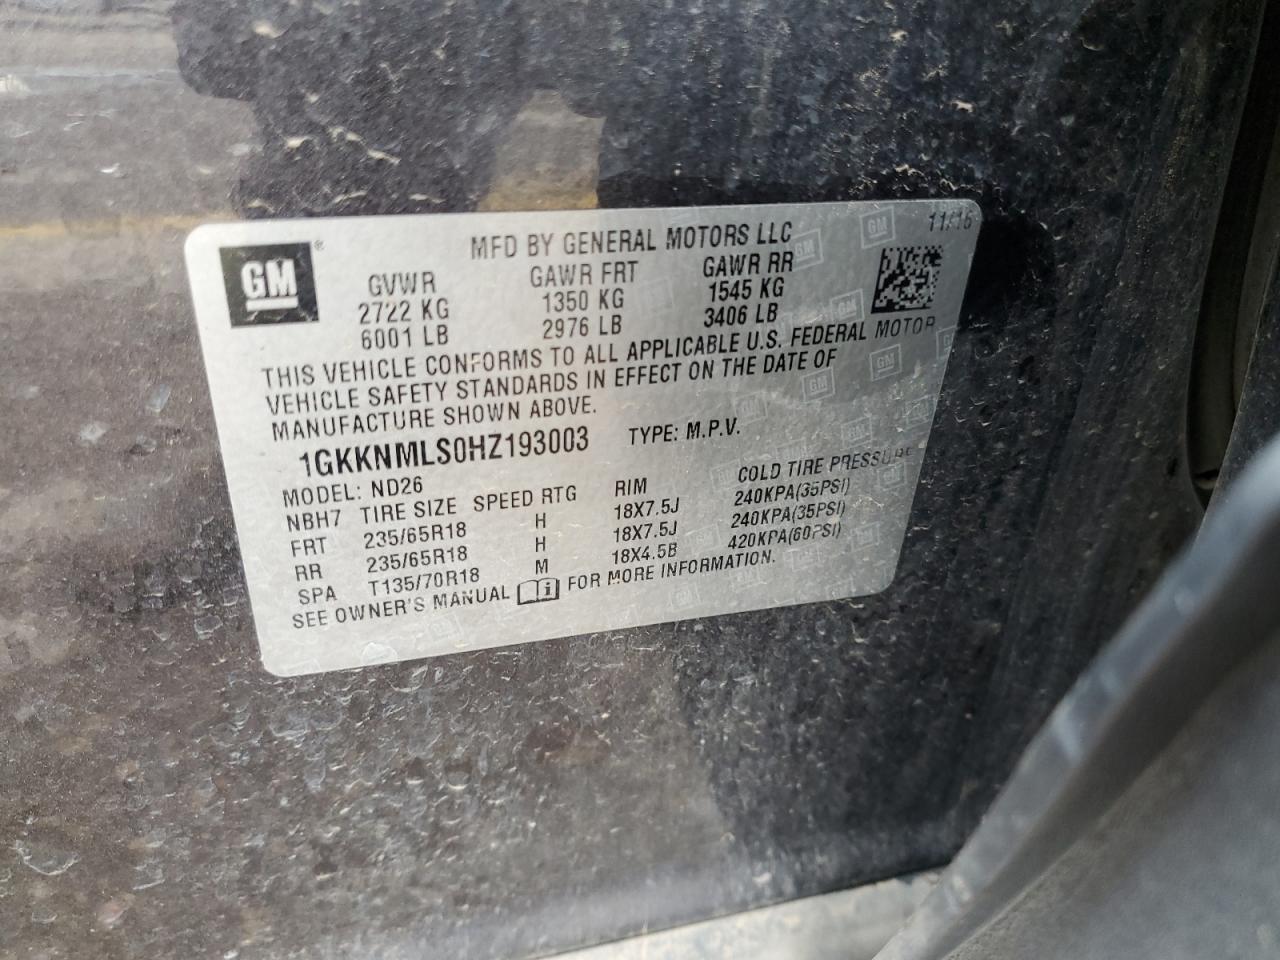 GM ®
MFD BY GENERAL MOTORS LLC 11/16
GVWR GAWR FRT GAWR RR
2722 KG 1350 KG 1545 KG
6001 LB 2976 LB 3406 LB
THIS VEHICLE CONFORMS TO ALL APPLICABLE U.S. FEDERAL MOTOR
VEHICLE SAFETY STANDARDS IN EFFECT ON THE DATE OF
MANUFACTURE SHOWN ABOVE.
1GKKNMLS0HZ193003 TYPE: M.P.V.
MODEL: ND26
NBH7 TIRE SIZE SPEED RTG RIM COLD TIRE PRESSURE
FRT 235/65R18 H 18X7.5J 240KPA(35PSI)
RR 235/65R18 H 18X7.5J 240KPA(35PSI)
SPA T135/70R18 M 18X4.5B 420KPA(60PSI)
SEE OWNER'S MANUAL i FOR MORE INFORMATION.